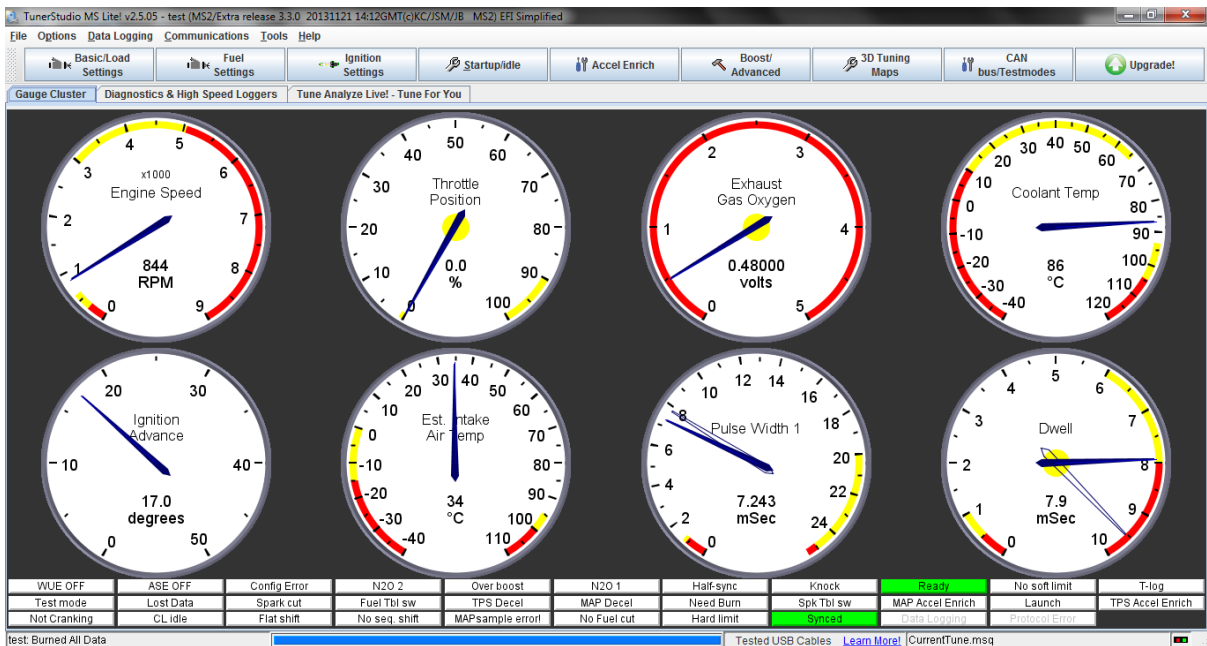 TunerStudio MS Lite! v2.5.05 - test (MS2/Extra release 3.3.0 20131121 14:12GMT(c)KC/JSM/JB MS2) EFI Simplified
File Options Data Logging Communications Tools Help
Basic/Load Settings
Fuel Settings
Ignition Settings
Startup/idle
Accel Enrich
Boost/ Advanced
3D Tuning Maps
CAN bus/Testmodes
Upgrade!
Gauge Cluster
Diagnostics & High Speed Loggers
Tune Analyze Live! - Tune For You
0 1 2 3 4 5 6 7 8 9
x1000
Engine Speed
844
RPM
0 10 20 30 40 50 60 70 80 90 100
Throttle
Position
0.0
%
0 1 2 3 4 5
Exhaust
Gas Oxygen
0.48000
volts
-40 -30 -20 -10 0 10 20 30 40 50 60 70 80 90 100 110 120
Coolant Temp
86
°C
0 10 20 30 40 50
Ignition
Advance
17.0
degrees
-40 -30 -20 -10 0 10 20 30 40 50 60 70 80 90 100 110
Est. Intake
Air Temp
34
°C
0 2 4 6 8 10 12 14 16 18 20 22 24
Pulse Width 1
7.243
mSec
0 1 2 3 4 5 6 7 8 9 10
Dwell
7.9
mSec
WUE OFF ASE OFF Config Error N2O 2 Over boost N2O 1 Half-sync Knock Ready No soft limit T-log
Test mode Lost Data Spark cut Fuel Tbl sw TPS Decel MAP Decel Need Burn Spk Tbl sw MAP Accel Enrich Launch TPS Accel Enrich
Not Cranking CL idle Flat shift No seq. shift MAPsample error! No Fuel cut Hard limit Synced Data Logging Protocol Error
test: Burned All Data
Tested USB Cables Learn More! CurrentTune.msq